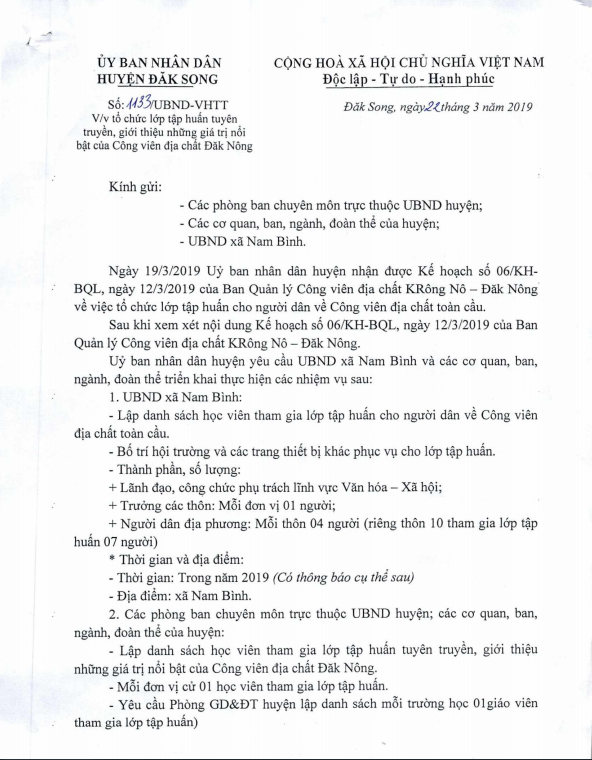 ỦY BAN NHÂN DÂN
HUYỆN ĐĂK SONG
CỘNG HOÀ XÃ HỘI CHỦ NGHĨA VIỆT NAM
Độc lập - Tự do - Hạnh phúc
Số: 1133/UBND-VHTT
V/v tổ chức lớp tập huấn tuyên
truyền, giới thiệu những giá trị nổi
bật của Công viên địa chất Đăk Nông
Đăk Song, ngày 22 tháng 3 năm 2019
Kính gửi:
- Các phòng ban chuyên môn trực thuộc UBND huyện;
- Các cơ quan, ban, ngành, đoàn thể của huyện;
- UBND xã Nam Bình.
Ngày 19/3/2019 Uỷ ban nhân dân huyện nhận được Kế hoạch số 06/KH-
BQL, ngày 12/3/2019 của Ban Quản lý Công viên địa chất KRông Nô – Đăk Nông
về việc tổ chức lớp tập huấn cho người dân về Công viên địa chất toàn cầu.
Sau khi xem xét nội dung Kế hoạch số 06/KH-BQL, ngày 12/3/2019 của Ban
Quản lý Công viên địa chất KRông Nô – Đăk Nông.
Uỷ ban nhân dân huyện yêu cầu UBND xã Nam Bình và các cơ quan, ban,
ngành, đoàn thể triển khai thực hiện các nhiệm vụ sau:
1. UBND xã Nam Bình:
- Lập danh sách học viên tham gia lớp tập huấn cho người dân về Công viên
địa chất toàn cầu.
- Bố trí hội trường và các trang thiết bị khác phục vụ cho lớp tập huấn.
- Thành phần, số lượng:
+ Lãnh đạo, công chức phụ trách lĩnh vực Văn hóa – Xã hội;
+ Trưởng các thôn: Mỗi đơn vị 01 người;
+ Người dân địa phương: Mỗi thôn 04 người (riêng thôn 10 tham gia lớp tập
huấn 07 người)
* Thời gian và địa điểm:
- Thời gian: Trong năm 2019 (Có thông báo cụ thể sau)
- Địa điểm: xã Nam Bình.
2. Các phòng ban chuyên môn trực thuộc UBND huyện; các cơ quan, ban,
ngành, đoàn thể của huyện:
- Lập danh sách học viên tham gia lớp tập huấn tuyên truyền, giới thiệu
những giá trị nổi bật của Công viên địa chất Đăk Nông.
- Mỗi đơn vị cử 01 học viên tham gia lớp tập huấn.
- Yêu cầu Phòng GD&ĐT huyện lập danh sách mỗi trường học 01giáo viên
tham gia lớp tập huấn)